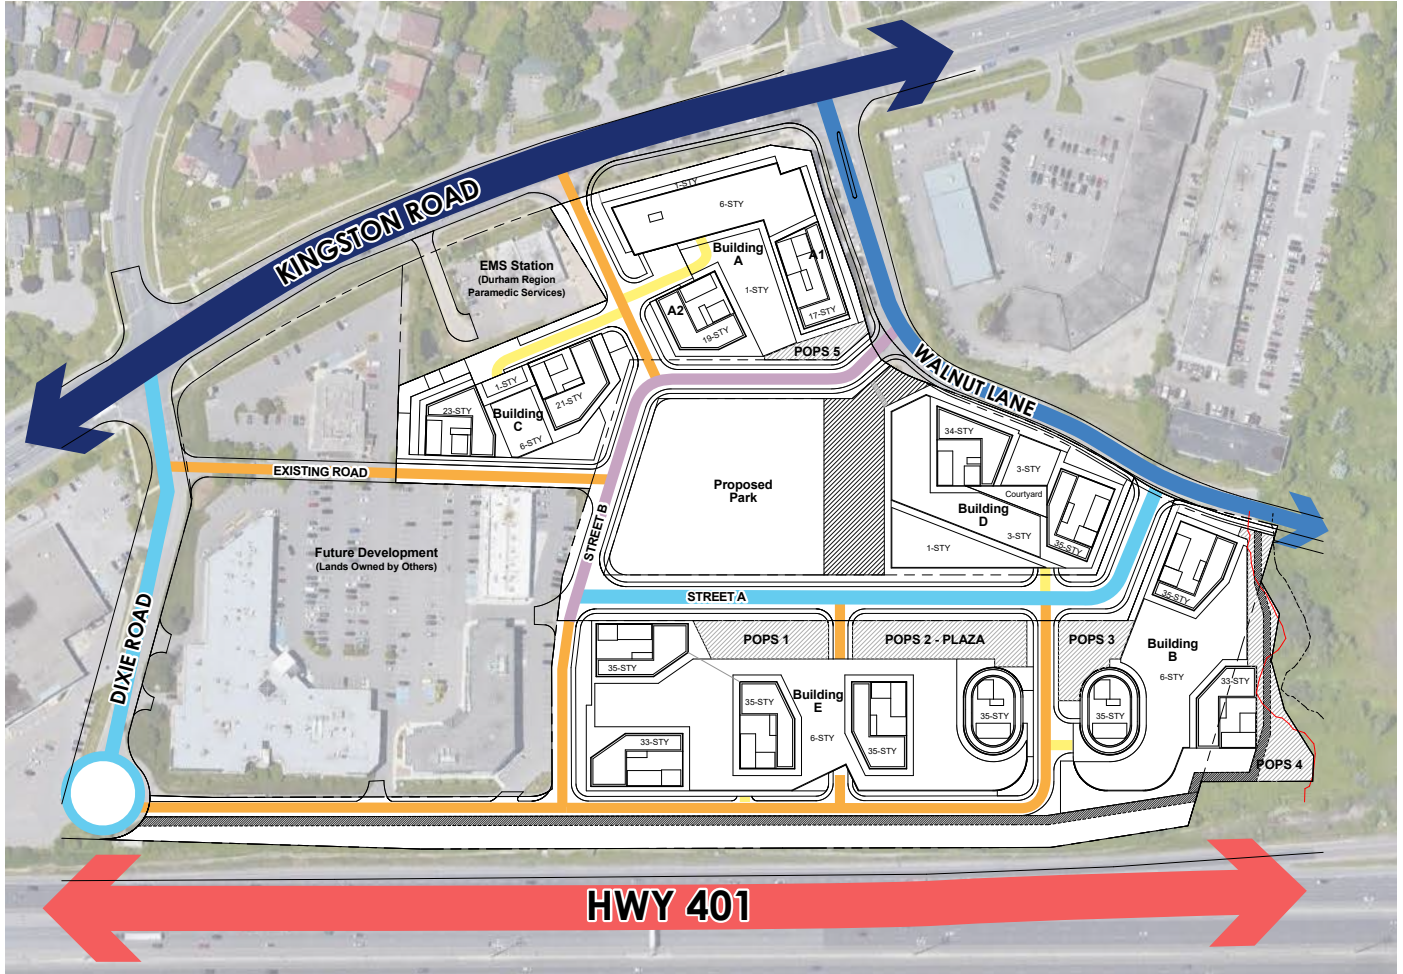 KINGSTON ROAD
1-STY
6-STY
Building
A
A1
EMS Station
(Durham Region
Paramedic Services)
1-STY
A2
17-STY
19-STY
POPS 5
WALNUT LANE
1-STY
23-STY
21-STY
Building
C
6-STY
34-STY
EXISTING ROAD
3-STY
Proposed
Park
Courtyard
Building
D
STREET B
3-STY
1-STY
35-STY
Future Development
(Lands Owned by Others)
STREET A
35-STY
DIXIE ROAD
POPS 1
POPS 2 - PLAZA
POPS 3
Building
B
35-STY
6-STY
33-STY
35-STY
Building
E
35-STY
35-STY
6-STY
33-STY
35-STY
POPS 4
HWY 401